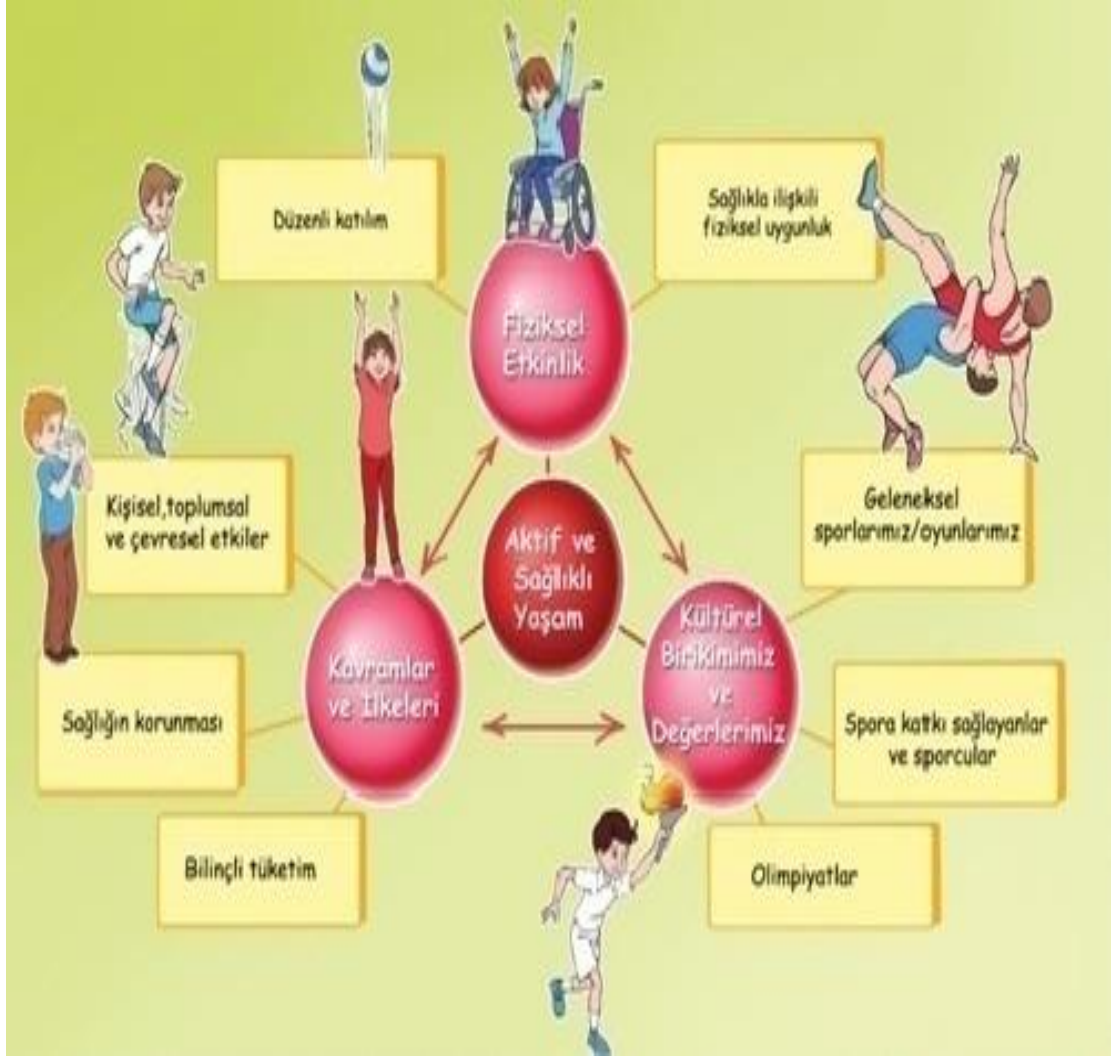 Düzenli katılım
Sağlıkla ilişkili
fiziksel uygunluk
Fiziksel
Etkinlik
Kişisel,toplumsal
ve çevresel etkiler
Geleneksel
sporlarımız/oyunlarımız
Aktif ve
Sağlıklı
Yaşam
Kavramlar
ve İlkeleri
Kültürel
Birikimimiz
ve
Değerlerimiz
Sağlığın korunması
Spora katkı sağlayanlar
ve sporcular
Bilinçli tüketim
Olimpiyatlar